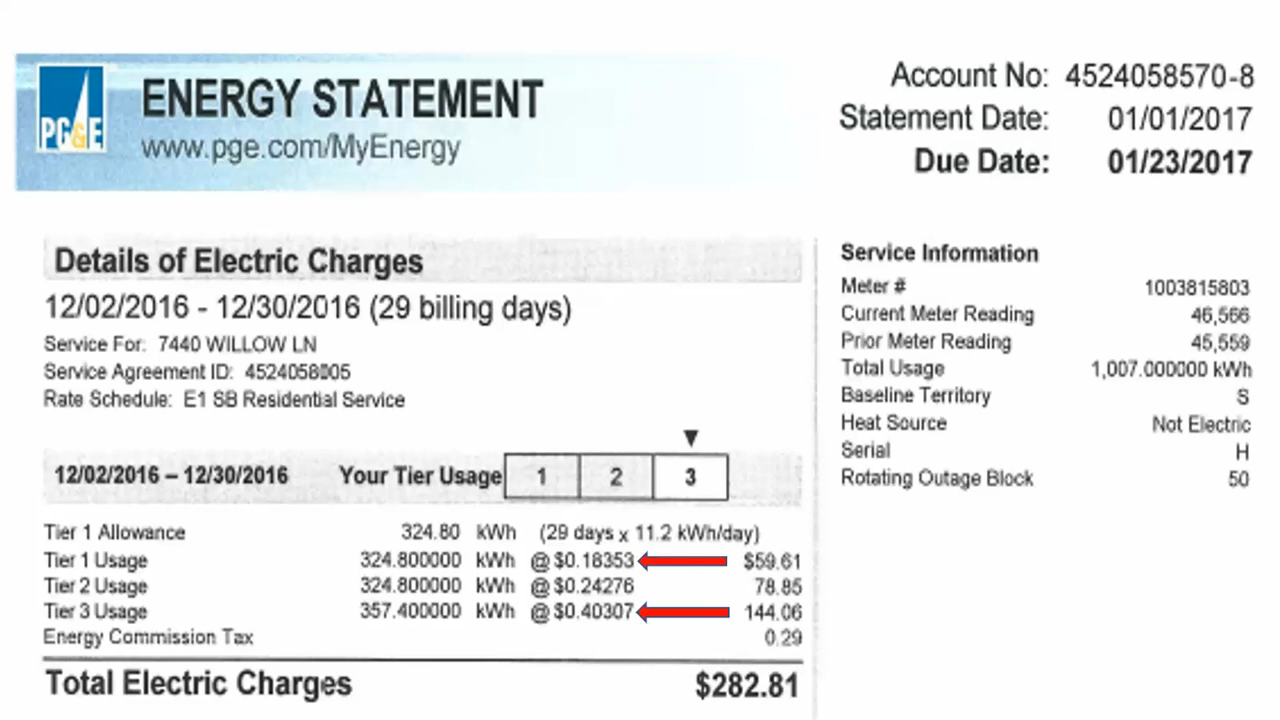 PG&E
ENERGY STATEMENT
www.pge.com/MyEnergy
Account No: 4524058570-8
Statement Date: 01/01/2017
Due Date: 01/23/2017
Details of Electric Charges
12/02/2016 - 12/30/2016 (29 billing days)
Service For: 7440 WILLOW LN
Service Agreement ID: 4524058005
Rate Schedule: E1 SB Residential Service
12/02/2016 – 12/30/2016 Your Tier Usage 1 2 3
Tier 1 Allowance 324.80 kWh (29 days x 11.2 kWh/day)
Tier 1 Usage 324.800000 kWh @ $0.18353 $59.61
Tier 2 Usage 324.800000 kWh @ $0.24276 78.85
Tier 3 Usage 357.400000 kWh @ $0.40307 144.06
Energy Commission Tax 0.29
Total Electric Charges $282.81
Service Information
Meter # 1003815803
Current Meter Reading 46,566
Prior Meter Reading 45,559
Total Usage 1,007.000000 kWh
Baseline Territory S
Heat Source Not Electric
Serial H
Rotating Outage Block 50